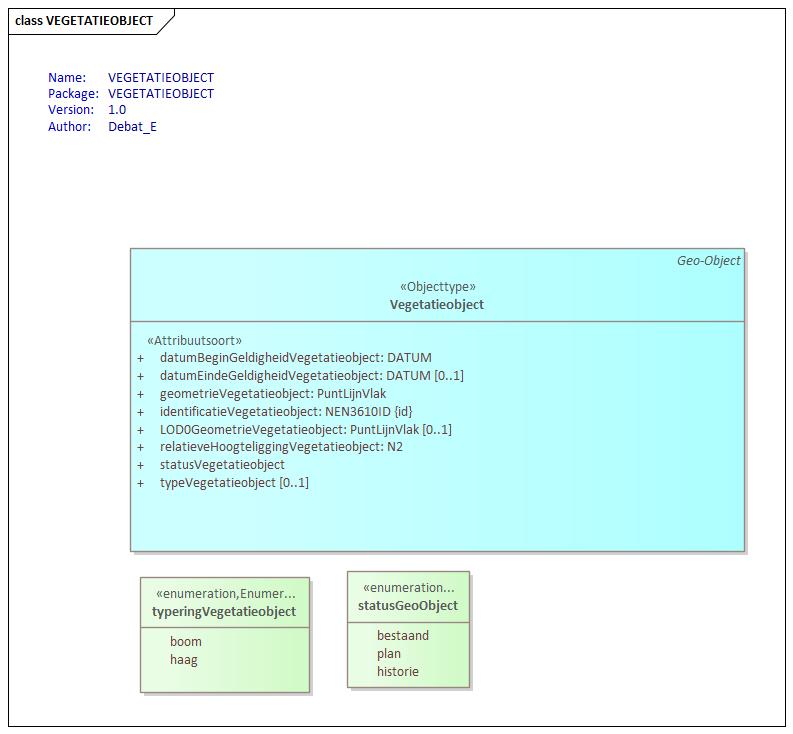 class VEGETATIEOBJECT
Name: VEGETATIEOBJECT
Package: VEGETATIEOBJECT
Version: 1.0
Author: Debat_E
Geo-Object
«Objecttype»
Vegetatieobject
«Attribuutsoort»
+ datumBeginGeldigheidVegetatieobject: DATUM
+ datumEindeGeldigheidVegetatieobject: DATUM [0..1]
+ geometrieVegetatieobject: PuntLijnVlak
+ identificatieVegetatieobject: NEN3610ID {id}
+ LOD0GeometrieVegetatieobject: PuntLijnVlak [0..1]
+ relatieveHoogteliggingVegetatieobject: N2
+ statusVegetatieobject
+ typeVegetatieobject [0..1]
«enumeration,Enumer...
typeringVegetatieobject
boom
haag
«enumeration...
statusGeoObject
bestaand
plan
historie